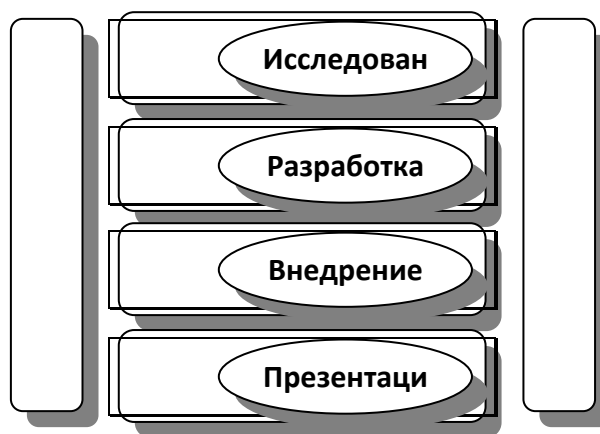 Исследован
Разработка
Внедрение
Презентаци